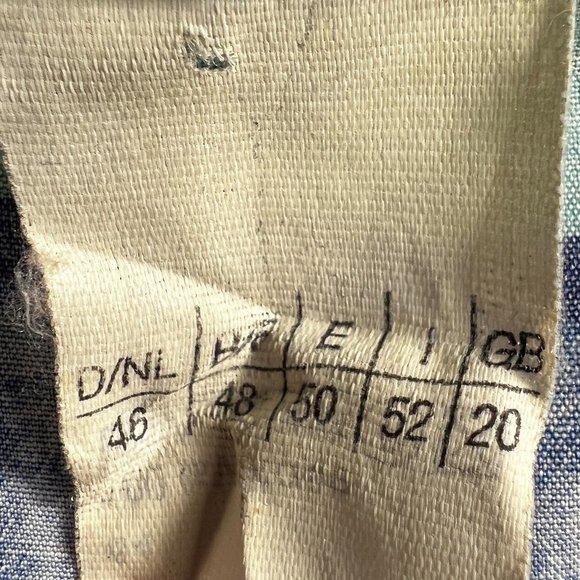 D/NL | B/F | E | I | GB
46 | 48 | 50 | 52 | 20